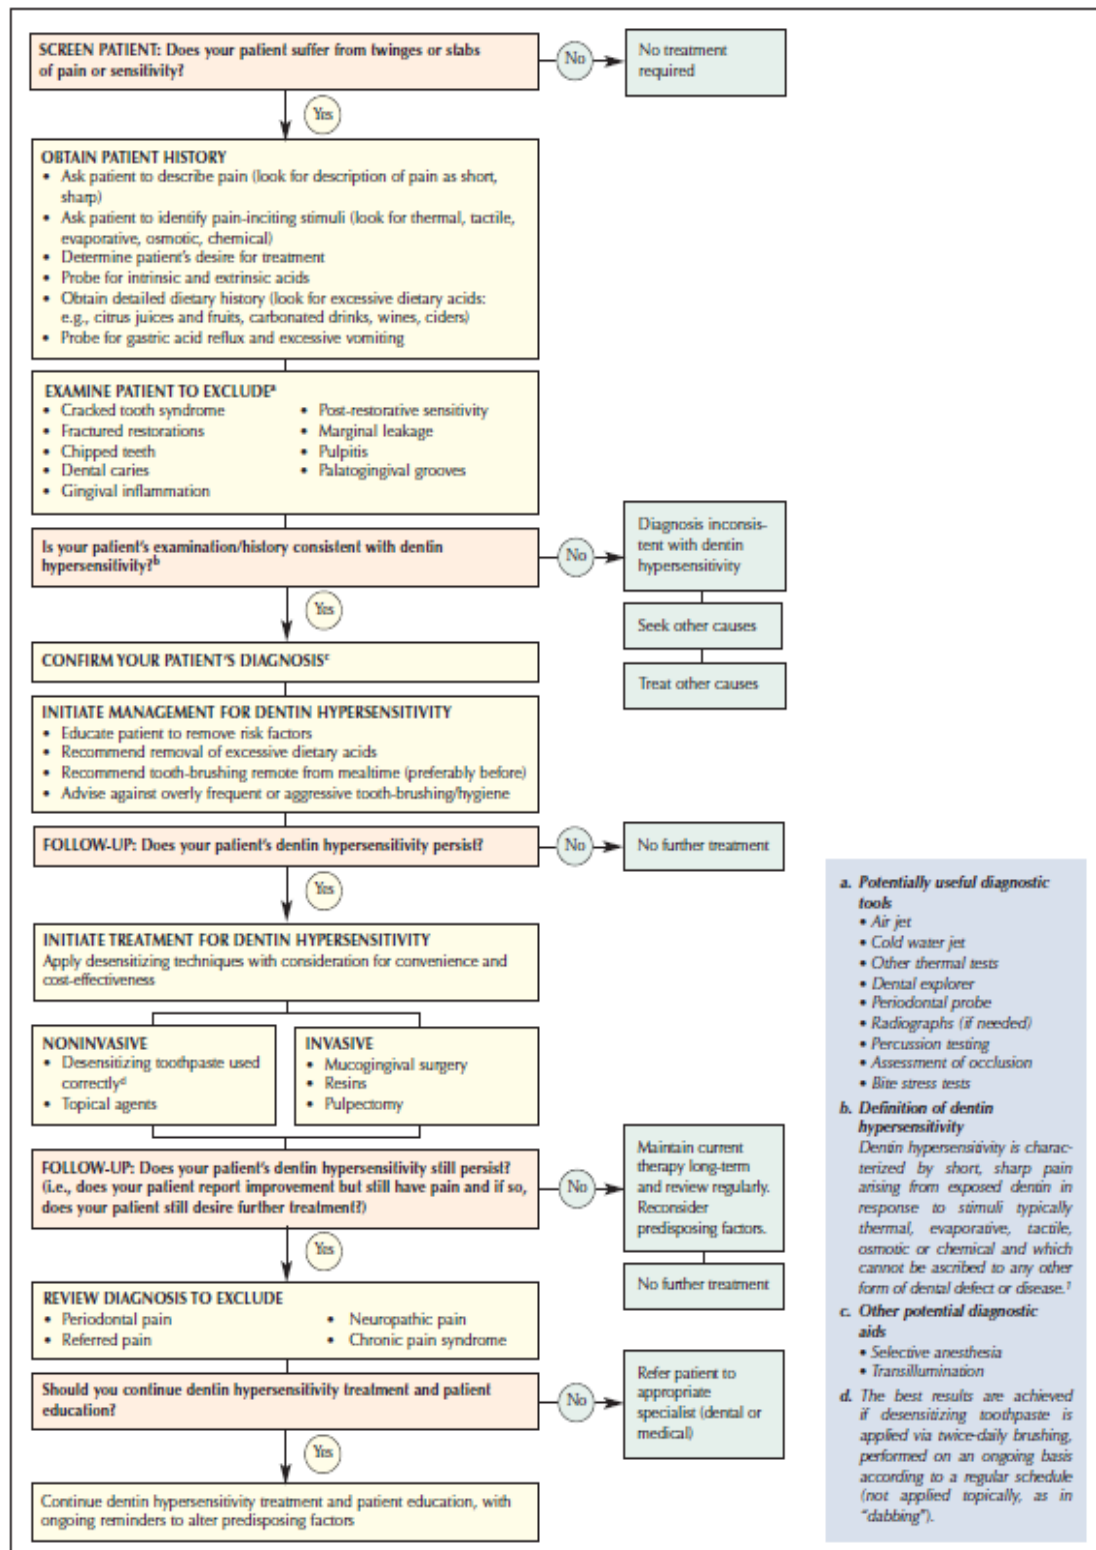 SCREEN PATIENT: Does your patient suffer from twinges or stabs
of pain or sensitivity?
No
No treatment
required
Yes
OBTAIN PATIENT HISTORY
• Ask patient to describe pain (look for description of pain as short,
sharp)
• Ask patient to identify pain-inciting stimuli (look for thermal, tactile,
evaporative, osmotic, chemical)
• Determine patient's desire for treatment
• Probe for intrinsic and extrinsic acids
• Obtain detailed dietary history (look for excessive dietary acids:
e.g., citrus juices and fruits, carbonated drinks, wines, ciders)
• Probe for gastric acid reflux and excessive vomiting
EXAMINE PATIENT TO EXCLUDEa
• Cracked tooth syndrome
• Fractured restorations
• Chipped teeth
• Dental caries
• Gingival inflammation
• Post-restorative sensitivity
• Marginal leakage
• Pulpitis
• Palatogingival grooves
Is your patient's examination/history consistent with dentin
hypersensitivity?b
No
Diagnosis inconsis-
tent with dentin
hypersensitivity
Seek other causes
Treat other causes
Yes
CONFIRM YOUR PATIENT'S DIAGNOSISc
INITIATE MANAGEMENT FOR DENTIN HYPERSENSITIVITY
• Educate patient to remove risk factors
• Recommend removal of excessive dietary acids
• Recommend tooth-brushing remote from mealtime (preferably before)
• Advise against overly frequent or aggressive tooth-brushing/hygiene
FOLLOW-UP: Does your patient's dentin hypersensitivity persist?
No
No further treatment
Yes
INITIATE TREATMENT FOR DENTIN HYPERSENSITIVITY
Apply desensitizing techniques with consideration for convenience and
cost-effectiveness
NONINVASIVE
• Desensitizing toothpaste used
correctlyd
• Topical agents
INVASIVE
• Mucogingival surgery
• Resins
• Pulpectomy
FOLLOW-UP: Does your patient's dentin hypersensitivity still persist?
(i.e., does your patient report improvement but still have pain and if so,
does your patient still desire further treatment?)
No
Maintain current
therapy long-term
and review regularly.
Reconsider
predisposing factors.
No further treatment
Yes
REVIEW DIAGNOSIS TO EXCLUDE
• Periodontal pain
• Referred pain
• Neuropathic pain
• Chronic pain syndrome
Should you continue dentin hypersensitivity treatment and patient
education?
No
Refer patient to
appropriate
specialist (dental or
medical)
Yes
Continue dentin hypersensitivity treatment and patient education, with
ongoing reminders to alter predisposing factors
a. Potentially useful diagnostic
tools
• Air jet
• Cold water jet
• Other thermal tests
• Dental explorer
• Periodontal probe
• Radiographs (if needed)
• Percussion testing
• Assessment of occlusion
• Bite stress tests
b. Definition of dentin
hypersensitivity
Dentin hypersensitivity is charac-
terized by short, sharp pain
arising from exposed dentin in
response to stimuli typically
thermal, evaporative, tactile,
osmotic or chemical and which
cannot be ascribed to any other
form of dental defect or disease.
c. Other potential diagnostic
aids
• Selective anesthesia
• Transillumination
d. The best results are achieved
if desensitizing toothpaste is
applied via twice-daily brushing,
performed on an ongoing basis
according to a regular schedule
(not applied topically, as in
"dabbing").